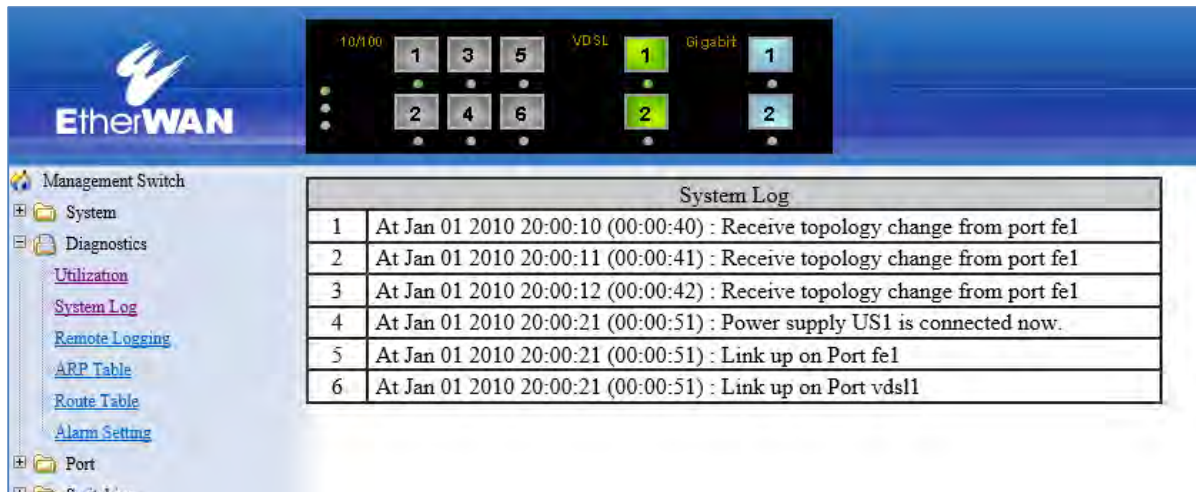 10/100
1 3 5
VDSL
1
Gigabit
1
2 4 6
2
2
EtherWAN
Management Switch
System
Diagnostics
Utilization
System Log
Remote Logging
ARP Table
Route Table
Alarm Setting
Port
System Log
1 At Jan 01 2010 20:00:10 (00:00:40) : Receive topology change from port fe1
2 At Jan 01 2010 20:00:11 (00:00:41) : Receive topology change from port fe1
3 At Jan 01 2010 20:00:12 (00:00:42) : Receive topology change from port fe1
4 At Jan 01 2010 20:00:21 (00:00:51) : Power supply US1 is connected now.
5 At Jan 01 2010 20:00:21 (00:00:51) : Link up on Port fe1
6 At Jan 01 2010 20:00:21 (00:00:51) : Link up on Port vdsl1